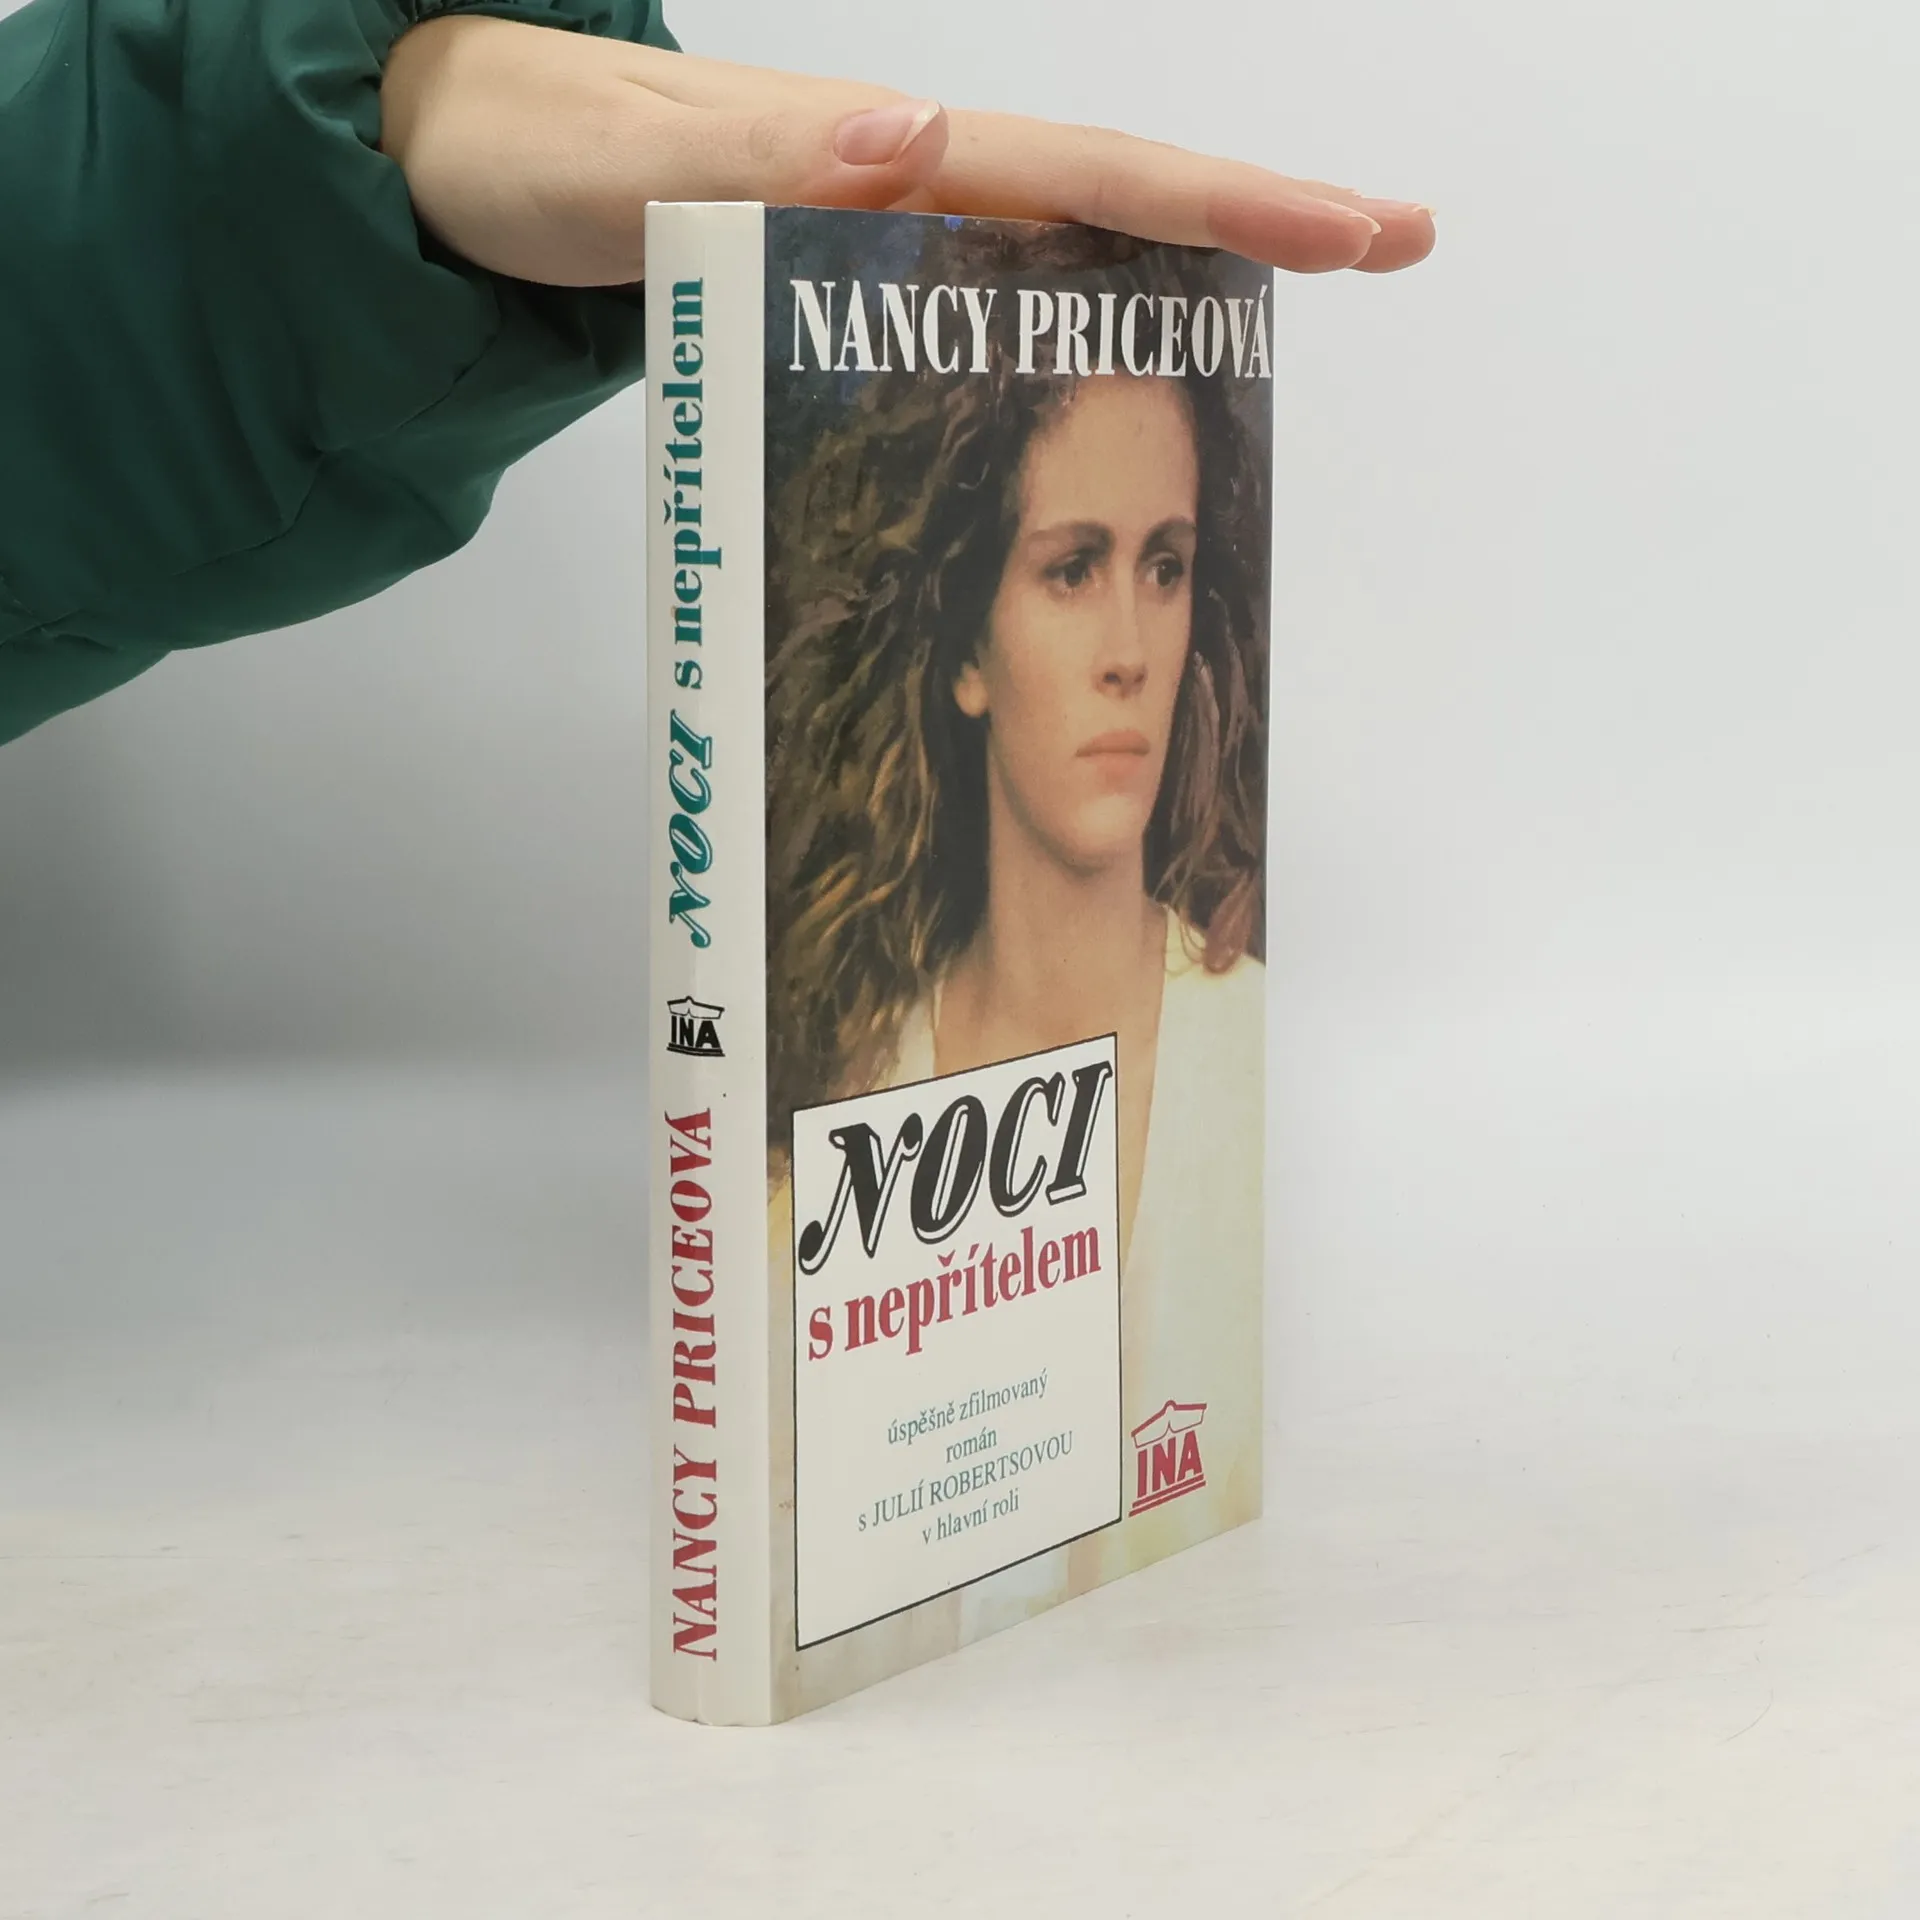 NANCY PRICEOVÁ
NOCI
s nepřítelem
úspěšně zfilmovaný
román
s JULIÍ ROBERTSOVOU
v hlavní roli
INA
NANCY PRICEOVÁ
INA
NOCI s nepřítelem